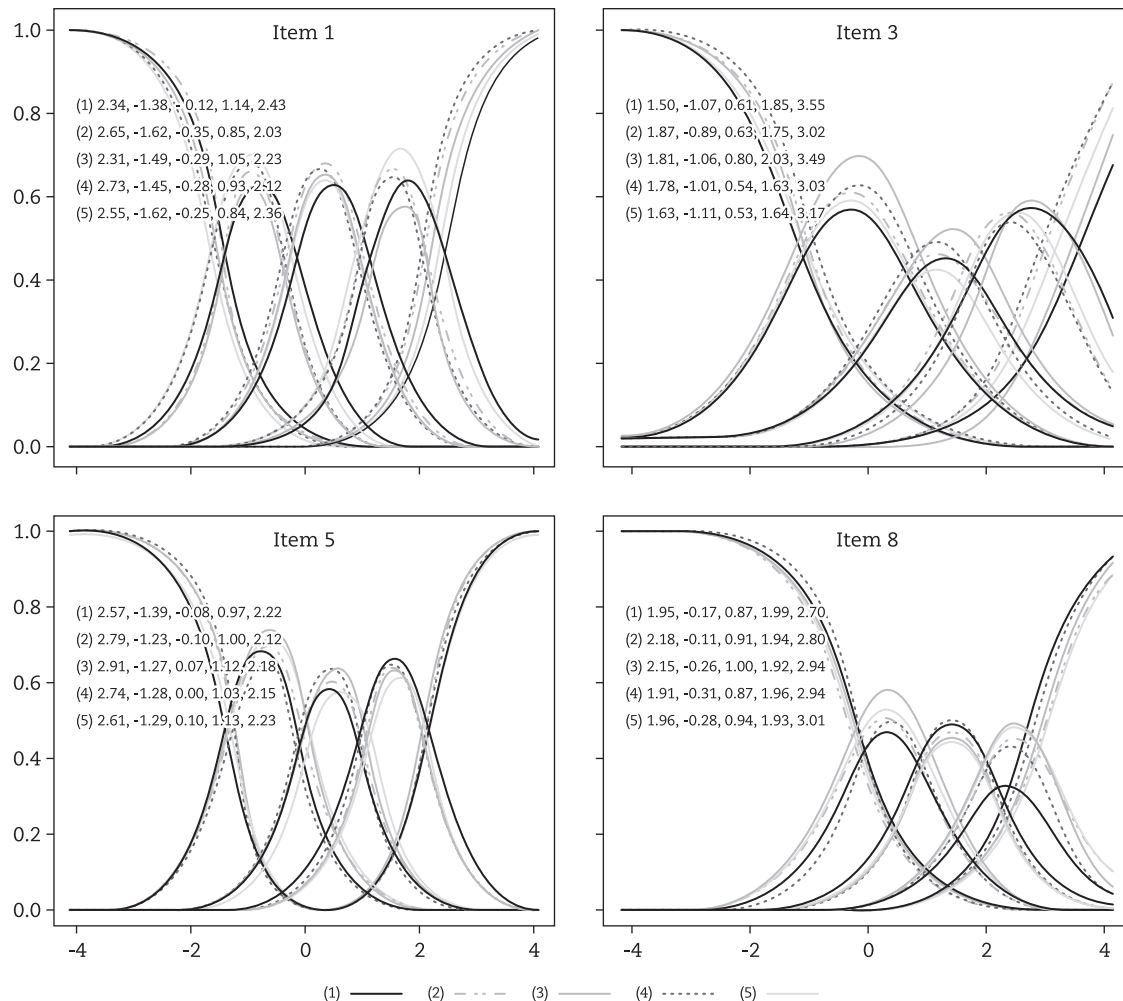 Item 1
1.0
0.8
0.6
0.4
0.2
0.0
(1) 2.34, -1.38, -0.12, 1.14, 2.43
(2) 2.65, -1.62, -0.35, 0.85, 2.03
(3) 2.31, -1.49, -0.29, 1.05, 2.23
(4) 2.73, -1.45, -0.28, 0.93, 2.12
(5) 2.55, -1.62, -0.25, 0.84, 2.36
Item 3
(1) 1.50, -1.07, 0.61, 1.85, 3.55
(2) 1.87, -0.89, 0.63, 1.75, 3.02
(3) 1.81, -1.06, 0.80, 2.03, 3.49
(4) 1.78, -1.01, 0.54, 1.63, 3.03
(5) 1.63, -1.11, 0.53, 1.64, 3.17
Item 5
1.0
0.8
0.6
0.4
0.2
0.0
(1) 2.57, -1.39, -0.08, 0.97, 2.22
(2) 2.79, -1.23, -0.10, 1.00, 2.12
(3) 2.91, -1.27, 0.07, 1.12, 2.18
(4) 2.74, -1.28, 0.00, 1.03, 2.15
(5) 2.61, -1.29, 0.10, 1.13, 2.23
-4 -2 0 2 4
Item 8
(1) 1.95, -0.17, 0.87, 1.99, 2.70
(2) 2.18, -0.11, 0.91, 1.94, 2.80
(3) 2.15, -0.26, 1.00, 1.92, 2.94
(4) 1.91, -0.31, 0.87, 1.96, 2.94
(5) 1.96, -0.28, 0.94, 1.93, 3.01
-4 -2 0 2 4
(1) (2) (3) (4) (5)